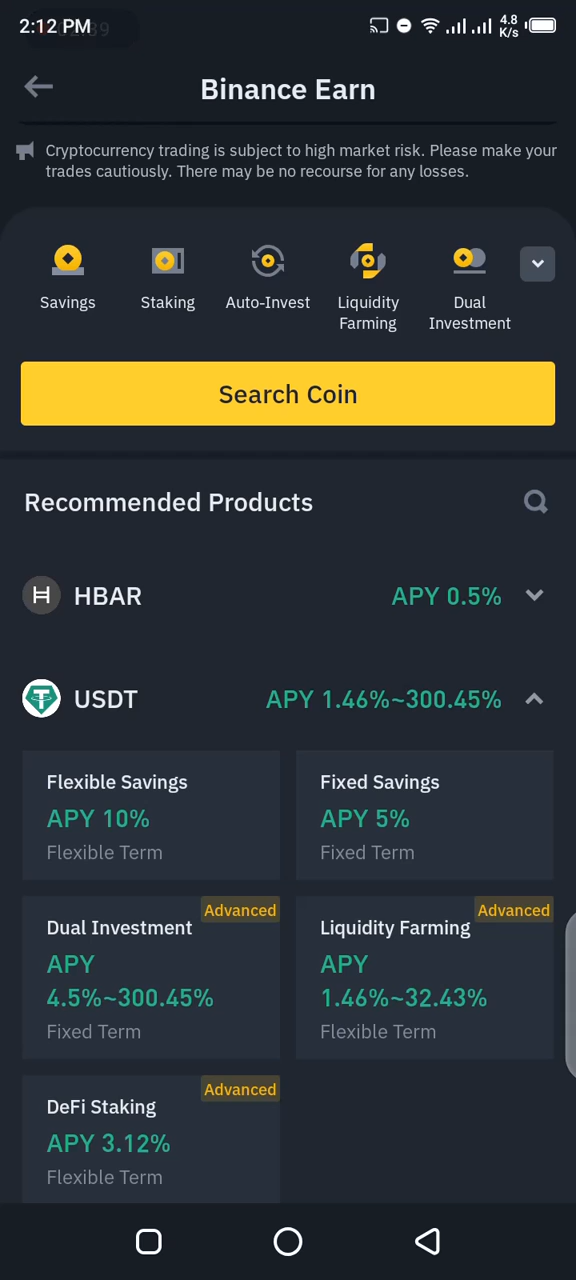 2:12 PM
4.8
K/s
Binance Earn
Cryptocurrency trading is subject to high market risk. Please make your
trades cautiously. There may be no recourse for any losses.
Savings
Staking
Auto-Invest
Liquidity
Farming
Dual
Investment
Search Coin
Recommended Products
HBAR
APY 0.5%
USDT
APY 1.46%~300.45%
Flexible Savings
APY 10%
Flexible Term
Fixed Savings
APY 5%
Fixed Term
Advanced
Dual Investment
APY
4.5%~300.45%
Fixed Term
Advanced
Liquidity Farming
APY
1.46%~32.43%
Flexible Term
Advanced
DeFi Staking
APY 3.12%
Flexible Term